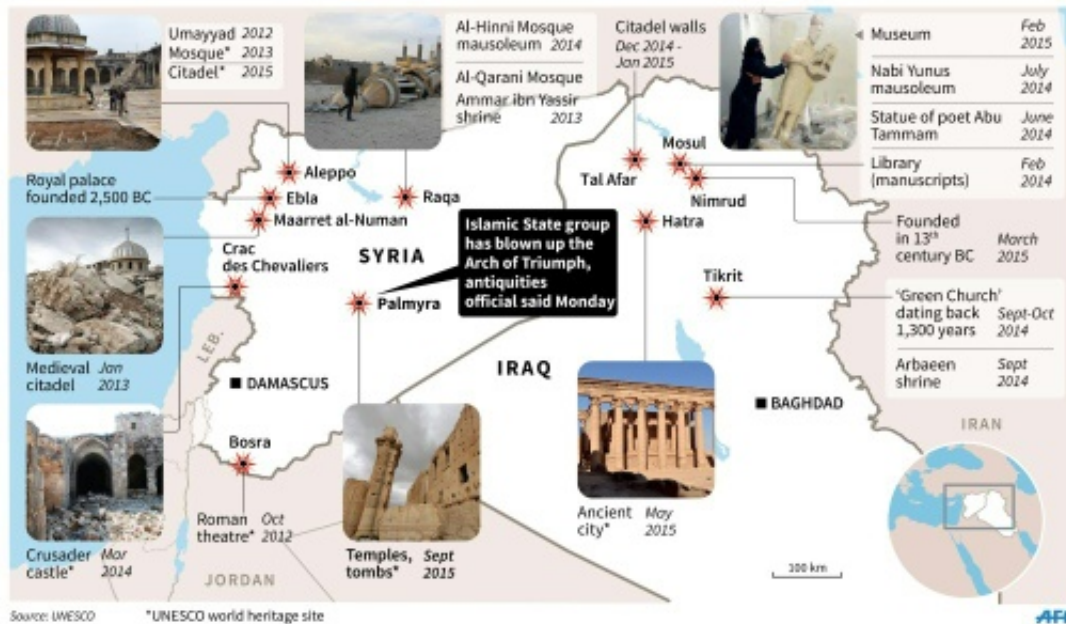 Umayyad 2012
Mosque* 2013
Citadel* 2015
Al-Hinni Mosque
mausoleum 2014
Al-Qarani Mosque
Ammar ibn Yassir
shrine 2013
Citadel walls
Dec 2014 -
Jan 2015
Museum Feb
2015
Nabi Yunus July
mausoleum 2014
Statue of poet Abu June
Tammam 2014
Library Feb
(manuscripts) 2014
Royal palace
founded 2,500 BC
Aleppo
Ebla
Maarret al-Numan
Raqa
Mosul
Tal Afar
Nimrud
Hatra
Founded
in 13th March
century BC 2015
Crac
des Chevaliers
SYRIA
Islamic State group
has blown up the
Arch of Triumph,
antiquities
official said Monday
Palmyra
Tikrit
'Green Church'
dating back Sept-Oct
1,300 years 2014
Arbaeen Sept
shrine 2014
LEB.
Medieval Jan
citadel 2013
DAMASCUS
IRAQ
BAGHDAD
IRAN
Bosra
Roman Oct
theatre* 2012
Crusader Mar
castle* 2014
JORDAN
Temples, Sept
tombs* 2015
Ancient May
city* 2015
100 km
Source: UNESCO *UNESCO world heritage site
AFP